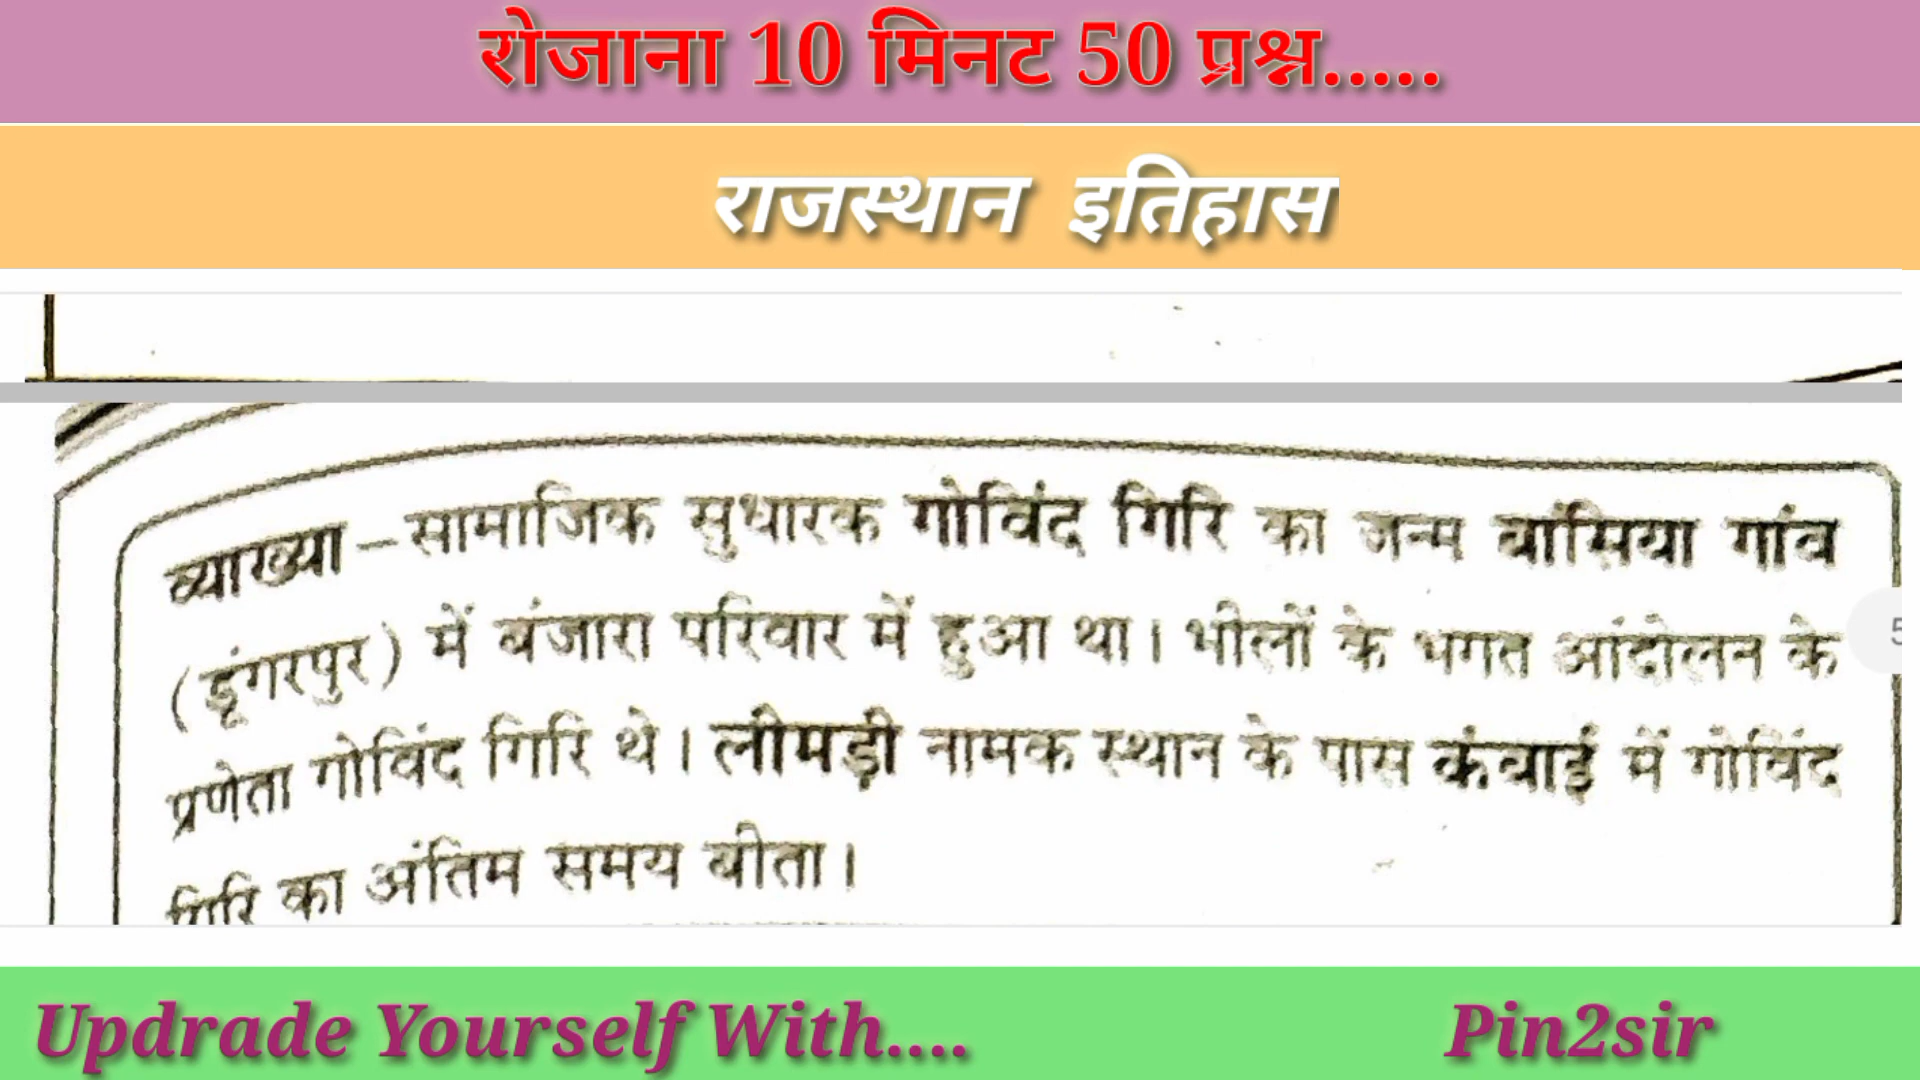 रोजाना 10 मिनट 50 प्रश्न.....
राजस्थान इतिहास
व्याख्या – सामाजिक सुधारक गोविंद गिरि का जन्म बांसिया गांव
(डूंगरपुर) में बंजारा परिवार में हुआ था। भीलों के भगत आंदोलन के
5
प्रणेता गोविंद गिरि थे। लीमड़ी नामक स्थान के पास कंबाई में गोविंद
गिरि का अंतिम समय बीता।
Updrade Yourself With.... Pin2sir